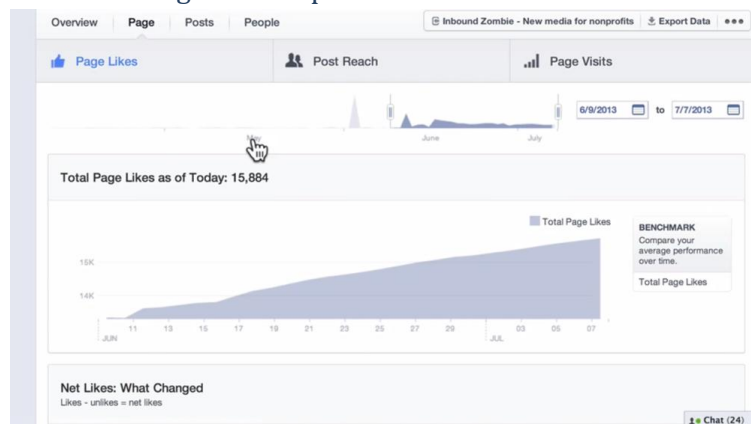 Overview Page Posts People Inbound Zombie - New media for nonprofits Export Data
Page Likes Post Reach Page Visits
6/9/2013 to 7/7/2013
May June July
Total Page Likes as of Today: 15,884
Total Page Likes
BENCHMARK
Compare your
average performance
over time.
Total Page Likes
15K
14K
11 13 15 17 19 21 23 25 27 29 03 05 07
JUN JUL
Net Likes: What Changed
Likes - unlikes = net likes
Chat (24)